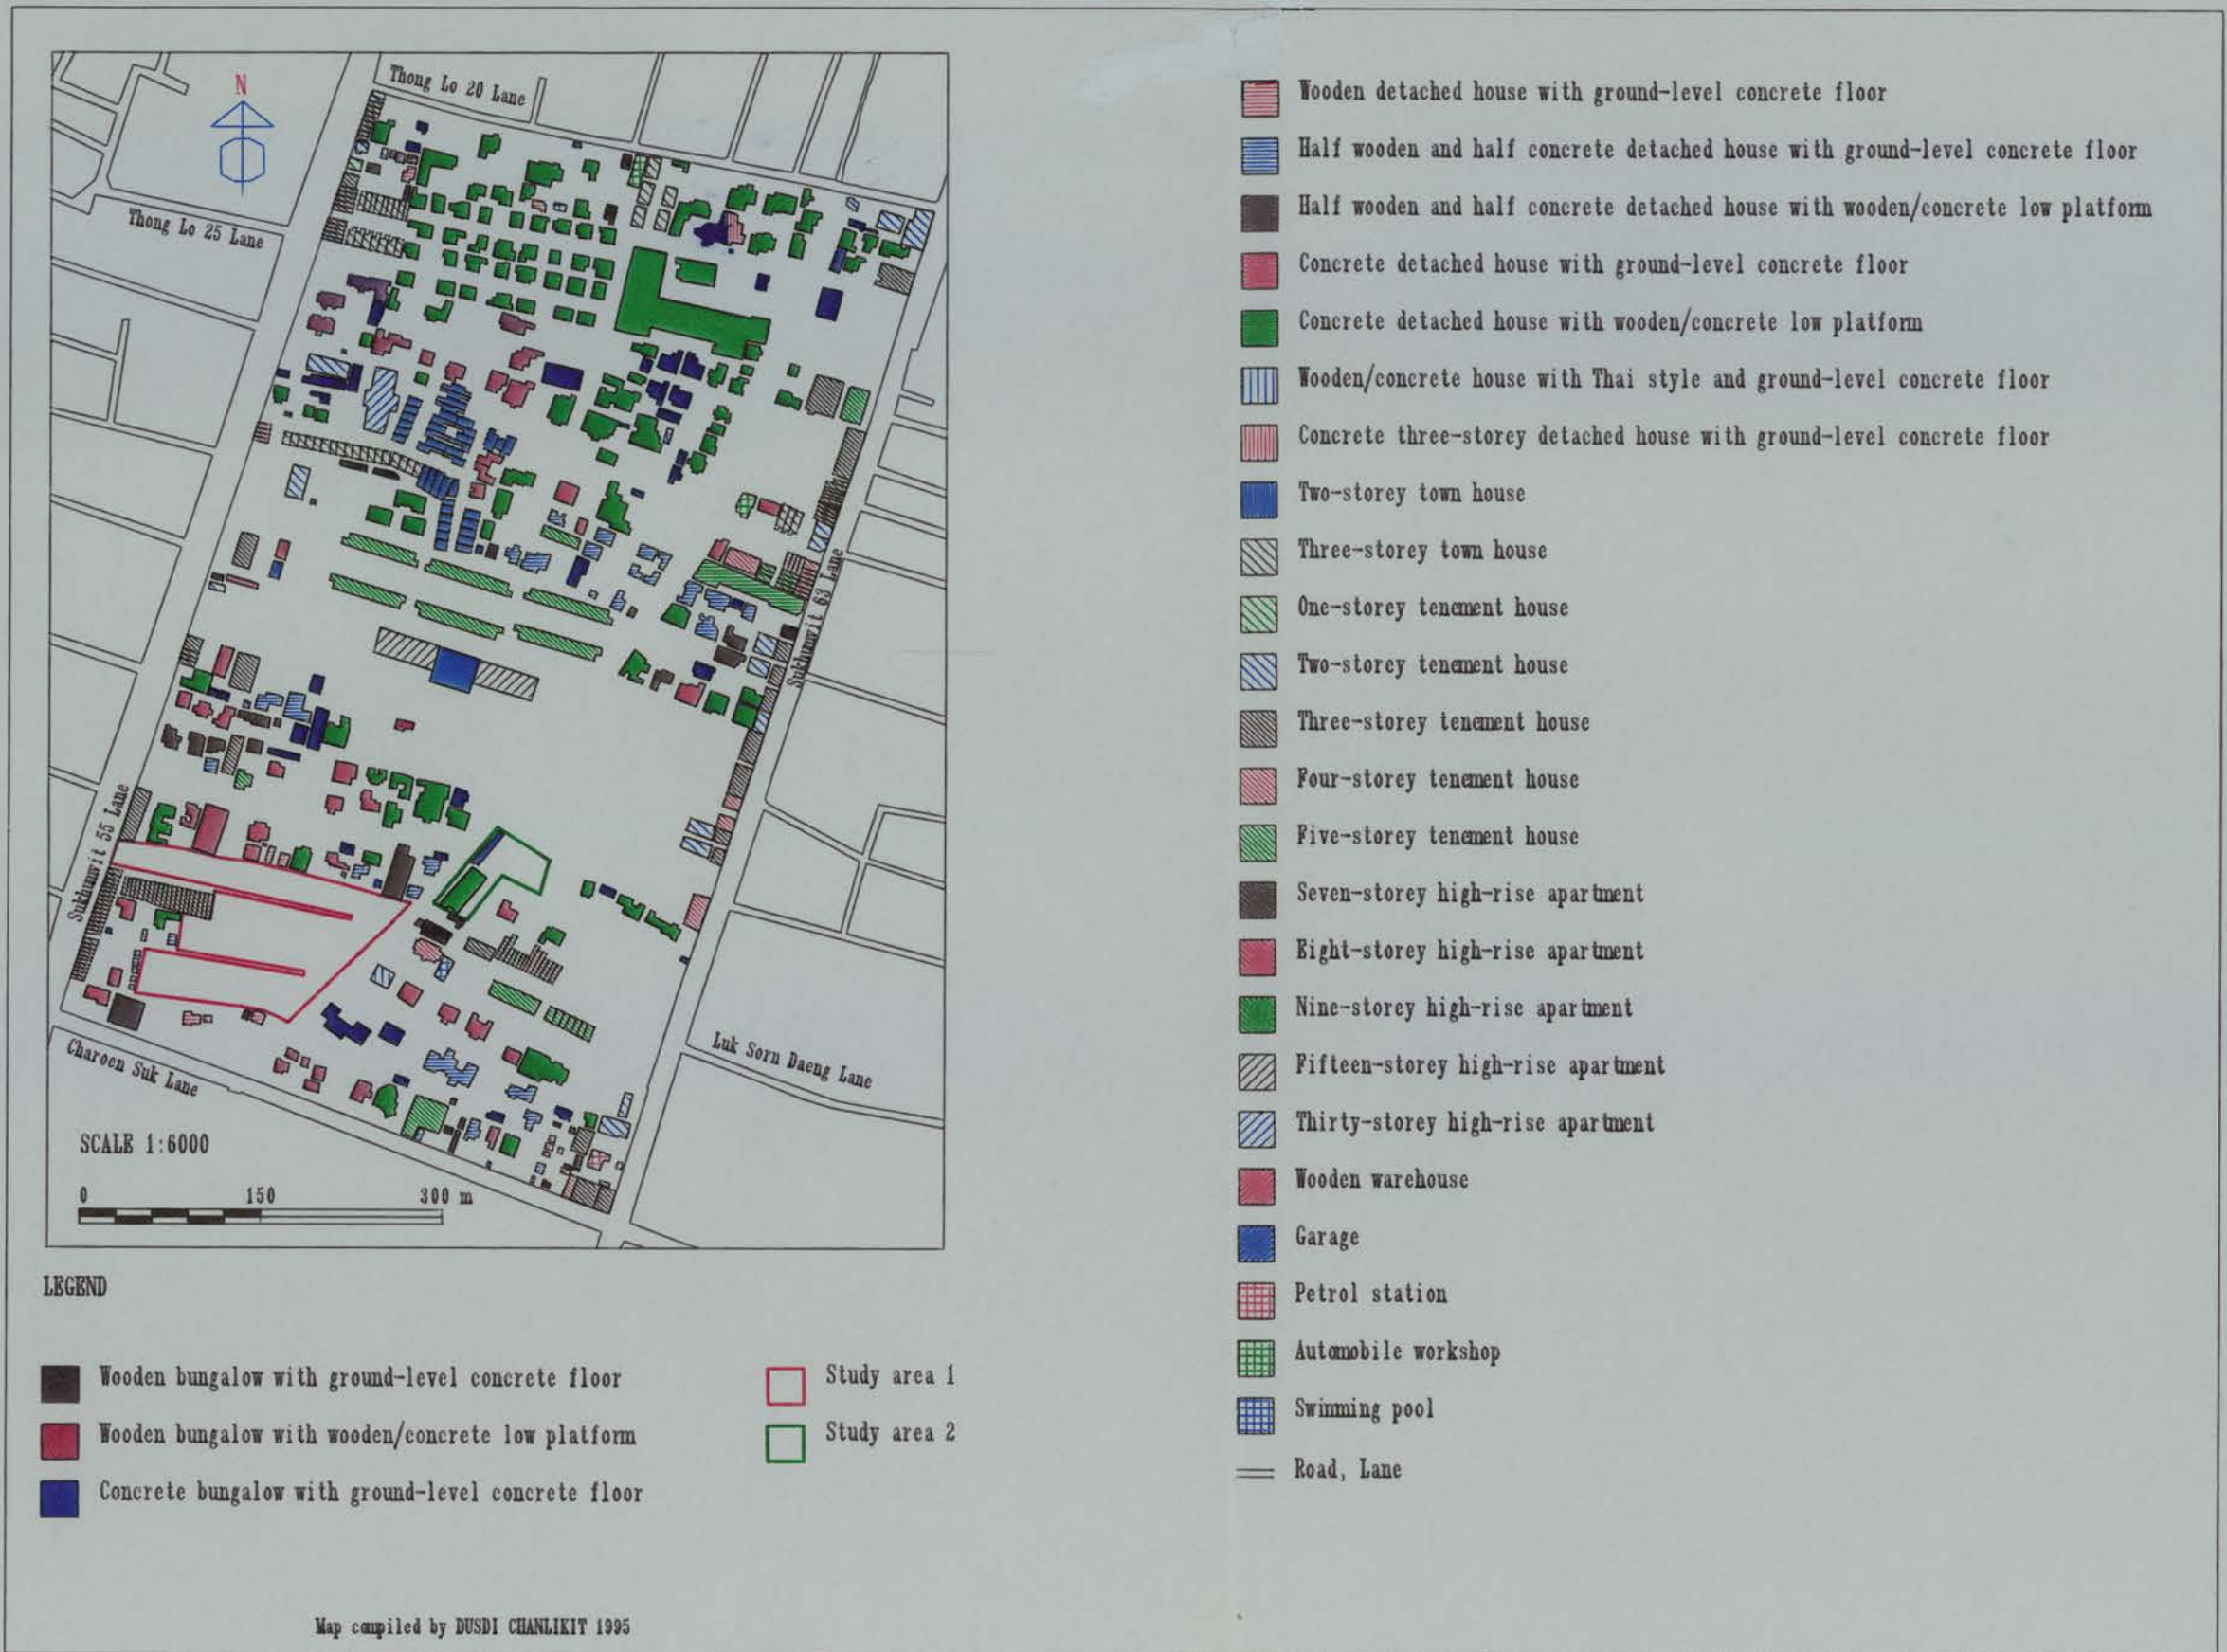 N
Thong Lo 20 Lane
Thong Lo 25 Lane
Sukhumvit 63 Lane
Sukhumvit 55 Lane
Luk Sorn Daeng Lane
Charoen Suk Lane
SCALE 1:6000
0 150 300 m
LEGEND
Wooden bungalow with ground-level concrete floor
Wooden bungalow with wooden/concrete low platform
Concrete bungalow with ground-level concrete floor
Study area 1
Study area 2
Wooden detached house with ground-level concrete floor
Half wooden and half concrete detached house with ground-level concrete floor
Half wooden and half concrete detached house with wooden/concrete low platform
Concrete detached house with ground-level concrete floor
Concrete detached house with wooden/concrete low platform
Wooden/concrete house with Thai style and ground-level concrete floor
Concrete three-storey detached house with ground-level concrete floor
Two-storey town house
Three-storey town house
One-storey tenement house
Two-storey tenement house
Three-storey tenement house
Four-storey tenement house
Five-storey tenement house
Seven-storey high-rise apartment
Eight-storey high-rise apartment
Nine-storey high-rise apartment
Fifteen-storey high-rise apartment
Thirty-storey high-rise apartment
Wooden warehouse
Garage
Petrol station
Automobile workshop
Swimming pool
Road, Lane
Map compiled by DUSDI CHANLIKIT 1995